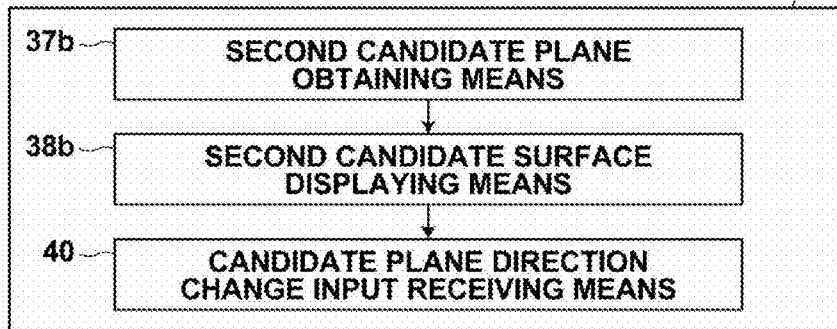 37b
SECOND CANDIDATE PLANE
OBTAINING MEANS
38b
SECOND CANDIDATE SURFACE
DISPLAYING MEANS
40
CANDIDATE PLANE DIRECTION
CHANGE INPUT RECEIVING MEANS